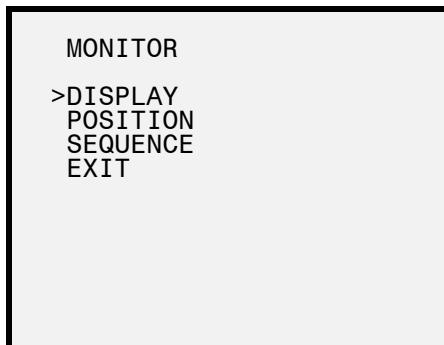 MONITOR
>DISPLAY
POSITION
SEQUENCE
EXIT